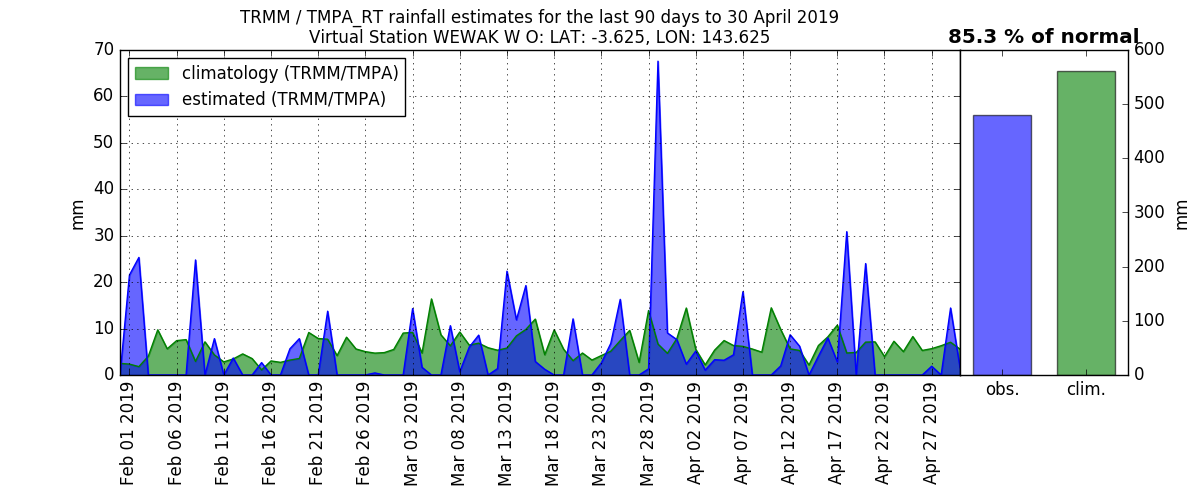 TRMM / TMPA_RT rainfall estimates for the last 90 days to 30 April 2019
Virtual Station WEWAK W O: LAT: -3.625, LON: 143.625
85.3 % of normal
climatology (TRMM/TMPA)
estimated (TRMM/TMPA)
70
60
50
40
30
20
10
0
mm
Feb 01 2019
Feb 06 2019
Feb 11 2019
Feb 16 2019
Feb 21 2019
Feb 26 2019
Mar 03 2019
Mar 08 2019
Mar 13 2019
Mar 18 2019
Mar 23 2019
Mar 28 2019
Apr 02 2019
Apr 07 2019
Apr 12 2019
Apr 17 2019
Apr 22 2019
Apr 27 2019
obs.
clim.
600
500
400
300
200
100
0
mm